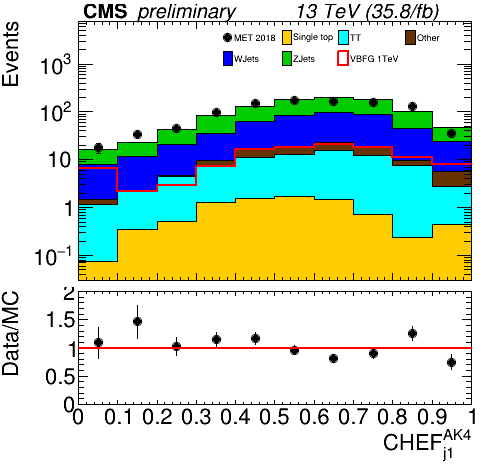 CMS preliminary 13 TeV (35.8/fb)
Events
MET 2018 Single top TT Other
WJets ZJets VBFG 1TeV
10³
10²
10
1
10⁻¹
Data/MC
2
1.5
1
0.5
0
0 0.1 0.2 0.3 0.4 0.5 0.6 0.7 0.8 0.9 1
CHEF^AK4_j1